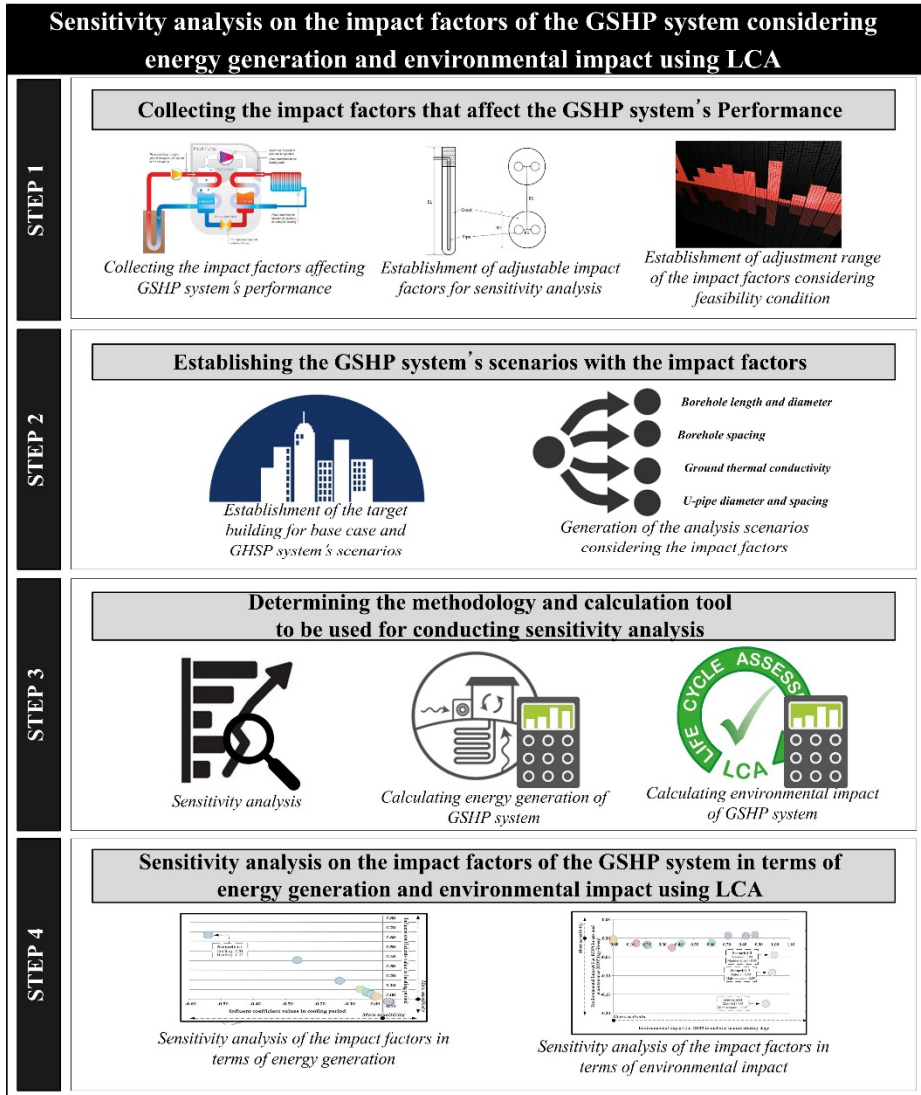 Sensitivity analysis on the impact factors of the GSHP system considering
energy generation and environmental impact using LCA
STEP 1
Collecting the impact factors that affect the GSHP system´s Performance
Collecting the impact factors affecting
GSHP system´s performance
Establishment of adjustable impact
factors for sensitivity analysis
Establishment of adjustment range
of the impact factors considering
feasibility condition
STEP 2
Establishing the GSHP system´s scenarios with the impact factors
Establishment of the target
building for base case and
GHSP system´s scenarios
Borehole length and diameter
Borehole spacing
Ground thermal conductivity
U-pipe diameter and spacing
Generation of the analysis scenarios
considering the impact factors
STEP 3
Determining the methodology and calculation tool
to be used for conducting sensitivity analysis
Sensitivity analysis
Calculating energy generation of
GSHP system
LIFE CYCLE ASSESS
LCA
Calculating environmental impact
of GSHP system
STEP 4
Sensitivity analysis on the impact factors of the GSHP system in terms of
energy generation and environmental impact using LCA
Influent coefficient values in cooling period
More sensitivity
Sensitivity analysis of the impact factors in
terms of energy generation
Sensitivity analysis of the impact factors in
terms of environmental impact